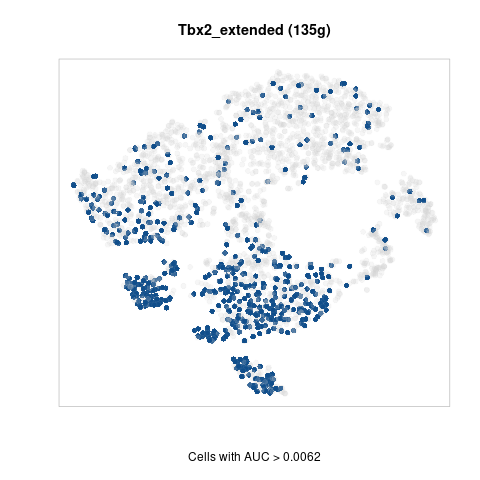 Tbx2_extended (135g)
Cells with AUC > 0.0062